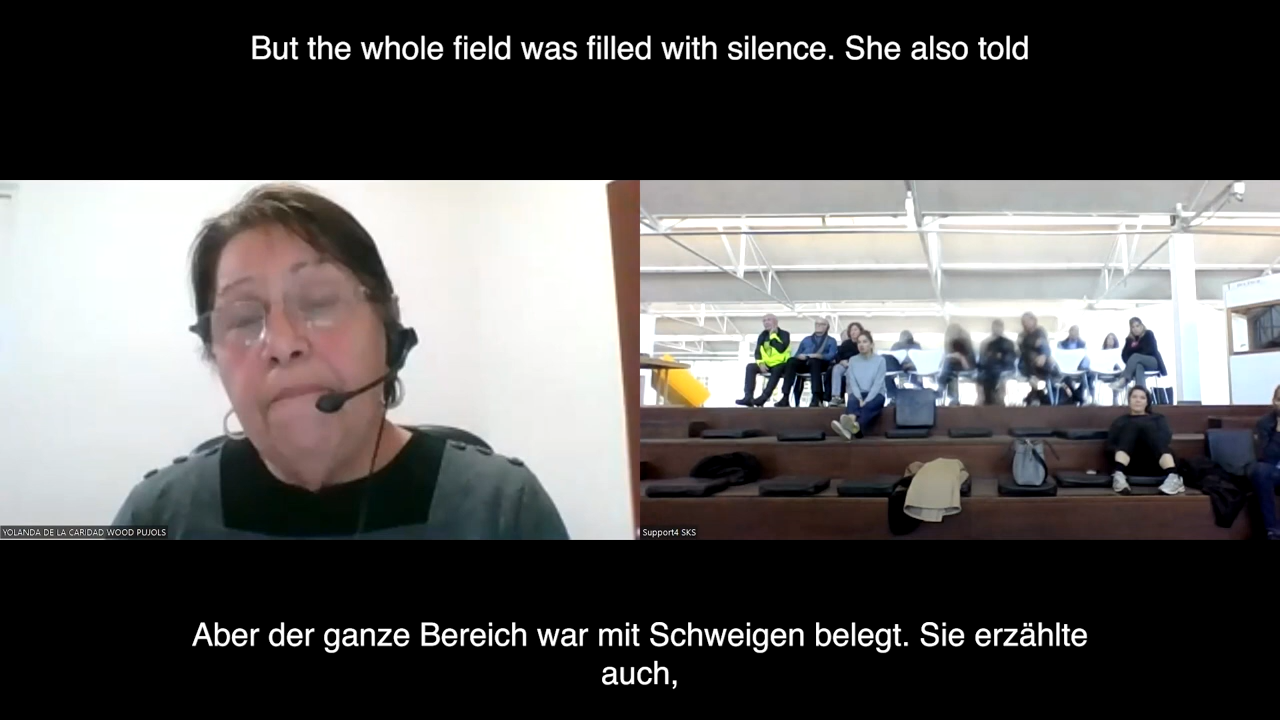 But the whole field was filled with silence. She also told
YOLANDA DE LA CARIDAD WOOD PUJOLS
Support4 SKS
Aber der ganze Bereich war mit Schweigen belegt. Sie erzählte
auch,